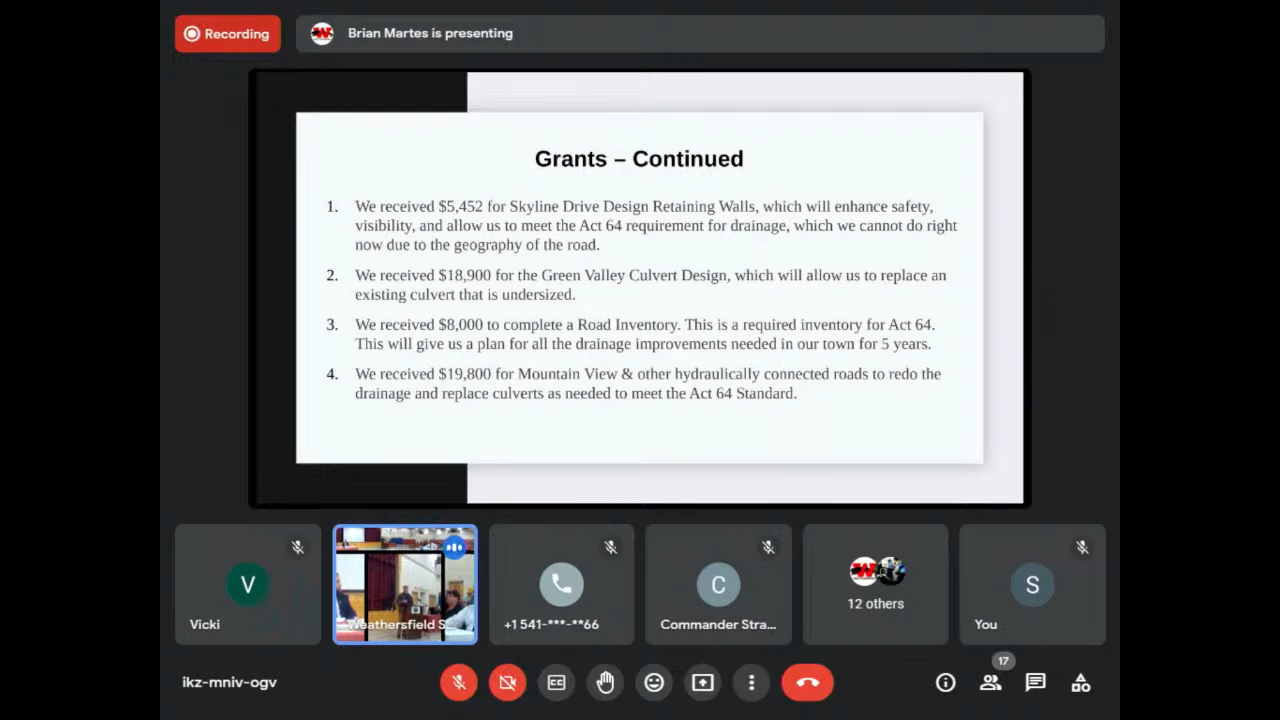 Recording
Brian Martes is presenting
Grants – Continued
1. We received $5,452 for Skyline Drive Design Retaining Walls, which will enhance safety,
visibility, and allow us to meet the Act 64 requirement for drainage, which we cannot do right
now due to the geography of the road.
2. We received $18,900 for the Green Valley Culvert Design, which will allow us to replace an
existing culvert that is undersized.
3. We received $8,000 to complete a Road Inventory. This is a required inventory for Act 64.
This will give us a plan for all the drainage improvements needed in our town for 5 years.
4. We received $19,800 for Mountain View & other hydraulically connected roads to redo the
drainage and replace culverts as needed to meet the Act 64 Standard.
V
C
S
12 others
Vicki
Weathersfield S...
+1 541-***-**66
Commander Stra...
You
17
ikz-mniv-ogv
CC